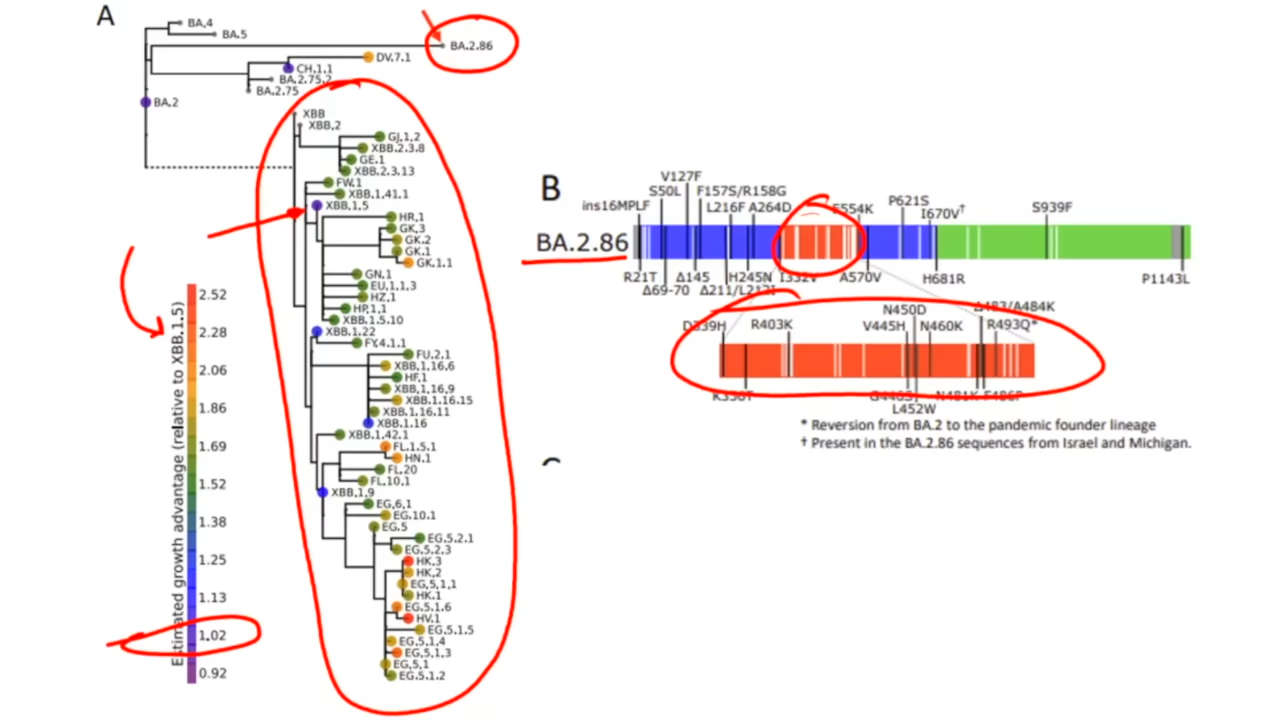 A
BA.4
BA.5
BA.2.86
DV.7.1
CH.1.1
BA.2.75.2
BA.2.75
BA.2
XBB
XBB.2
GJ.1.2
XBB.2.3.8
GE.1
XBB.2.3.13
FW.1
XBB.1.41.1
XBB.1.5
HR.1
GK.3
GK.2
GK.1
GK.1.1
GN.1
EU.1.1.3
HZ.1
HP.1.1
XBB.1.5.10
XBB.1.22
FY.4.1.1
FU.2.1
XBB.1.16.6
HF.1
XBB.1.16.9
XBB.1.16.15
XBB.1.16.11
XBB.1.16
XBB.1.42.1
FL.1.5.1
HN.1
FL.20
FL.10.1
XBB.1.9
EG.6.1
EG.10.1
EG.5
EG.5.2.1
EG.5.2.3
HK.3
HK.2
EG.5.1.1
HK.1
EG.5.1.6
HV.1
EG.5.1.5
EG.5.1.4
EG.5.1.3
EG.5.1
EG.5.1.2
Estimated growth advantage (relative to XBB.1.5)
2.52
2.28
2.06
1.86
1.69
1.52
1.38
1.25
1.13
1.02
0.92
B
V127F
S50L F157S/R158G
ins16MPLF L216F A264D E554K P621S I670V† S939F
BA.2.86
R21T Δ145 H245N I332V A570V H681R P1143L
Δ69-70 Δ211/L212I
N450D Δ483/A484K
D339H R403K V445H N460K R493Q*
K356T G446S N481K F486P
L452W
* Reversion from BA.2 to the pandemic founder lineage
† Present in the BA.2.86 sequences from Israel and Michigan.